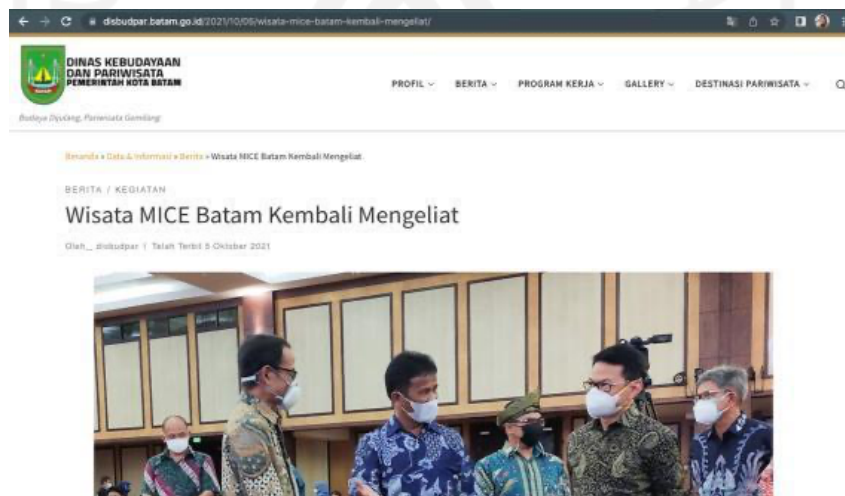 disbudpar.batam.go.id/2021/10/05/wisata-mice-batam-kembali-mengeliat/
DINAS KEBUDAYAAN
DAN PARIWISATA
PEMERINTAH KOTA BATAM
PROFIL BERITA PROGRAM KERJA GALLERY DESTINASI PARIWISATA
Budaya Dijulang, Pariwisata Gemilang
Beranda » Data & Informasi » Berita » Wisata MICE Batam Kembali Mengeliat
BERITA / KEGIATAN
Wisata MICE Batam Kembali Mengeliat
Oleh_ disbudpar | Telah Terbit 5 Oktober 2021